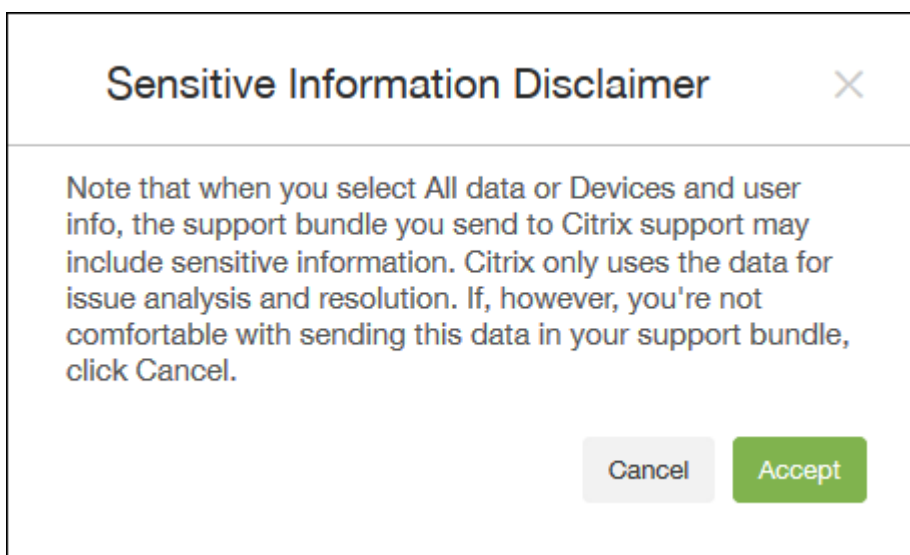 Sensitive Information Disclaimer
Note that when you select All data or Devices and user
info, the support bundle you send to Citrix support may
include sensitive information. Citrix only uses the data for
issue analysis and resolution. If, however, you're not
comfortable with sending this data in your support bundle,
click Cancel.
Cancel Accept